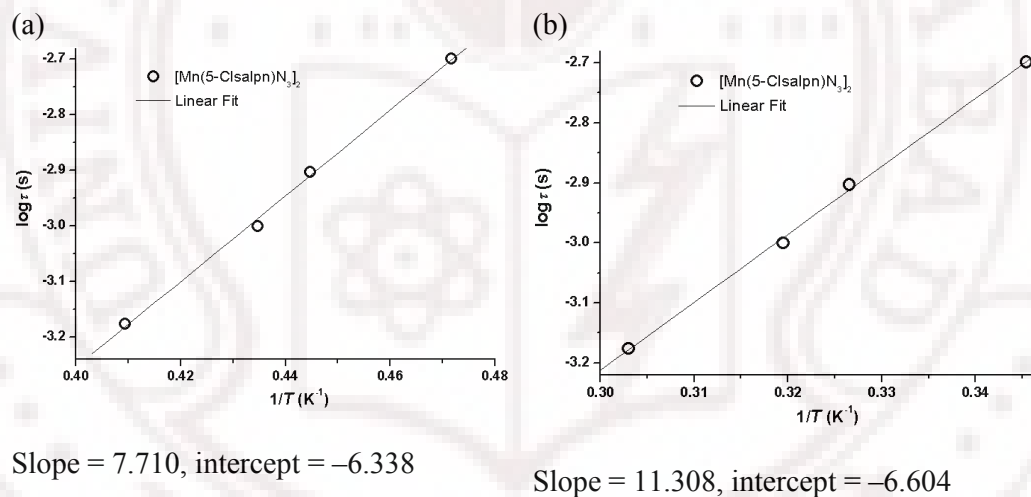 (a)
-2.7
-2.8
-2.9
-3.0
-3.1
-3.2
log τ (s)
[Mn(5-Clsalpn)N₃]₂
Linear Fit
0.40 0.42 0.44 0.46 0.48
1/T (K⁻¹)
Slope = 7.710, intercept = –6.338
(b)
-2.7
-2.8
-2.9
-3.0
-3.1
-3.2
log τ (s)
[Mn(5-Clsalpn)N₃]₂
Linear Fit
0.30 0.31 0.32 0.33 0.34
1/T (K⁻¹)
Slope = 11.308, intercept = –6.604